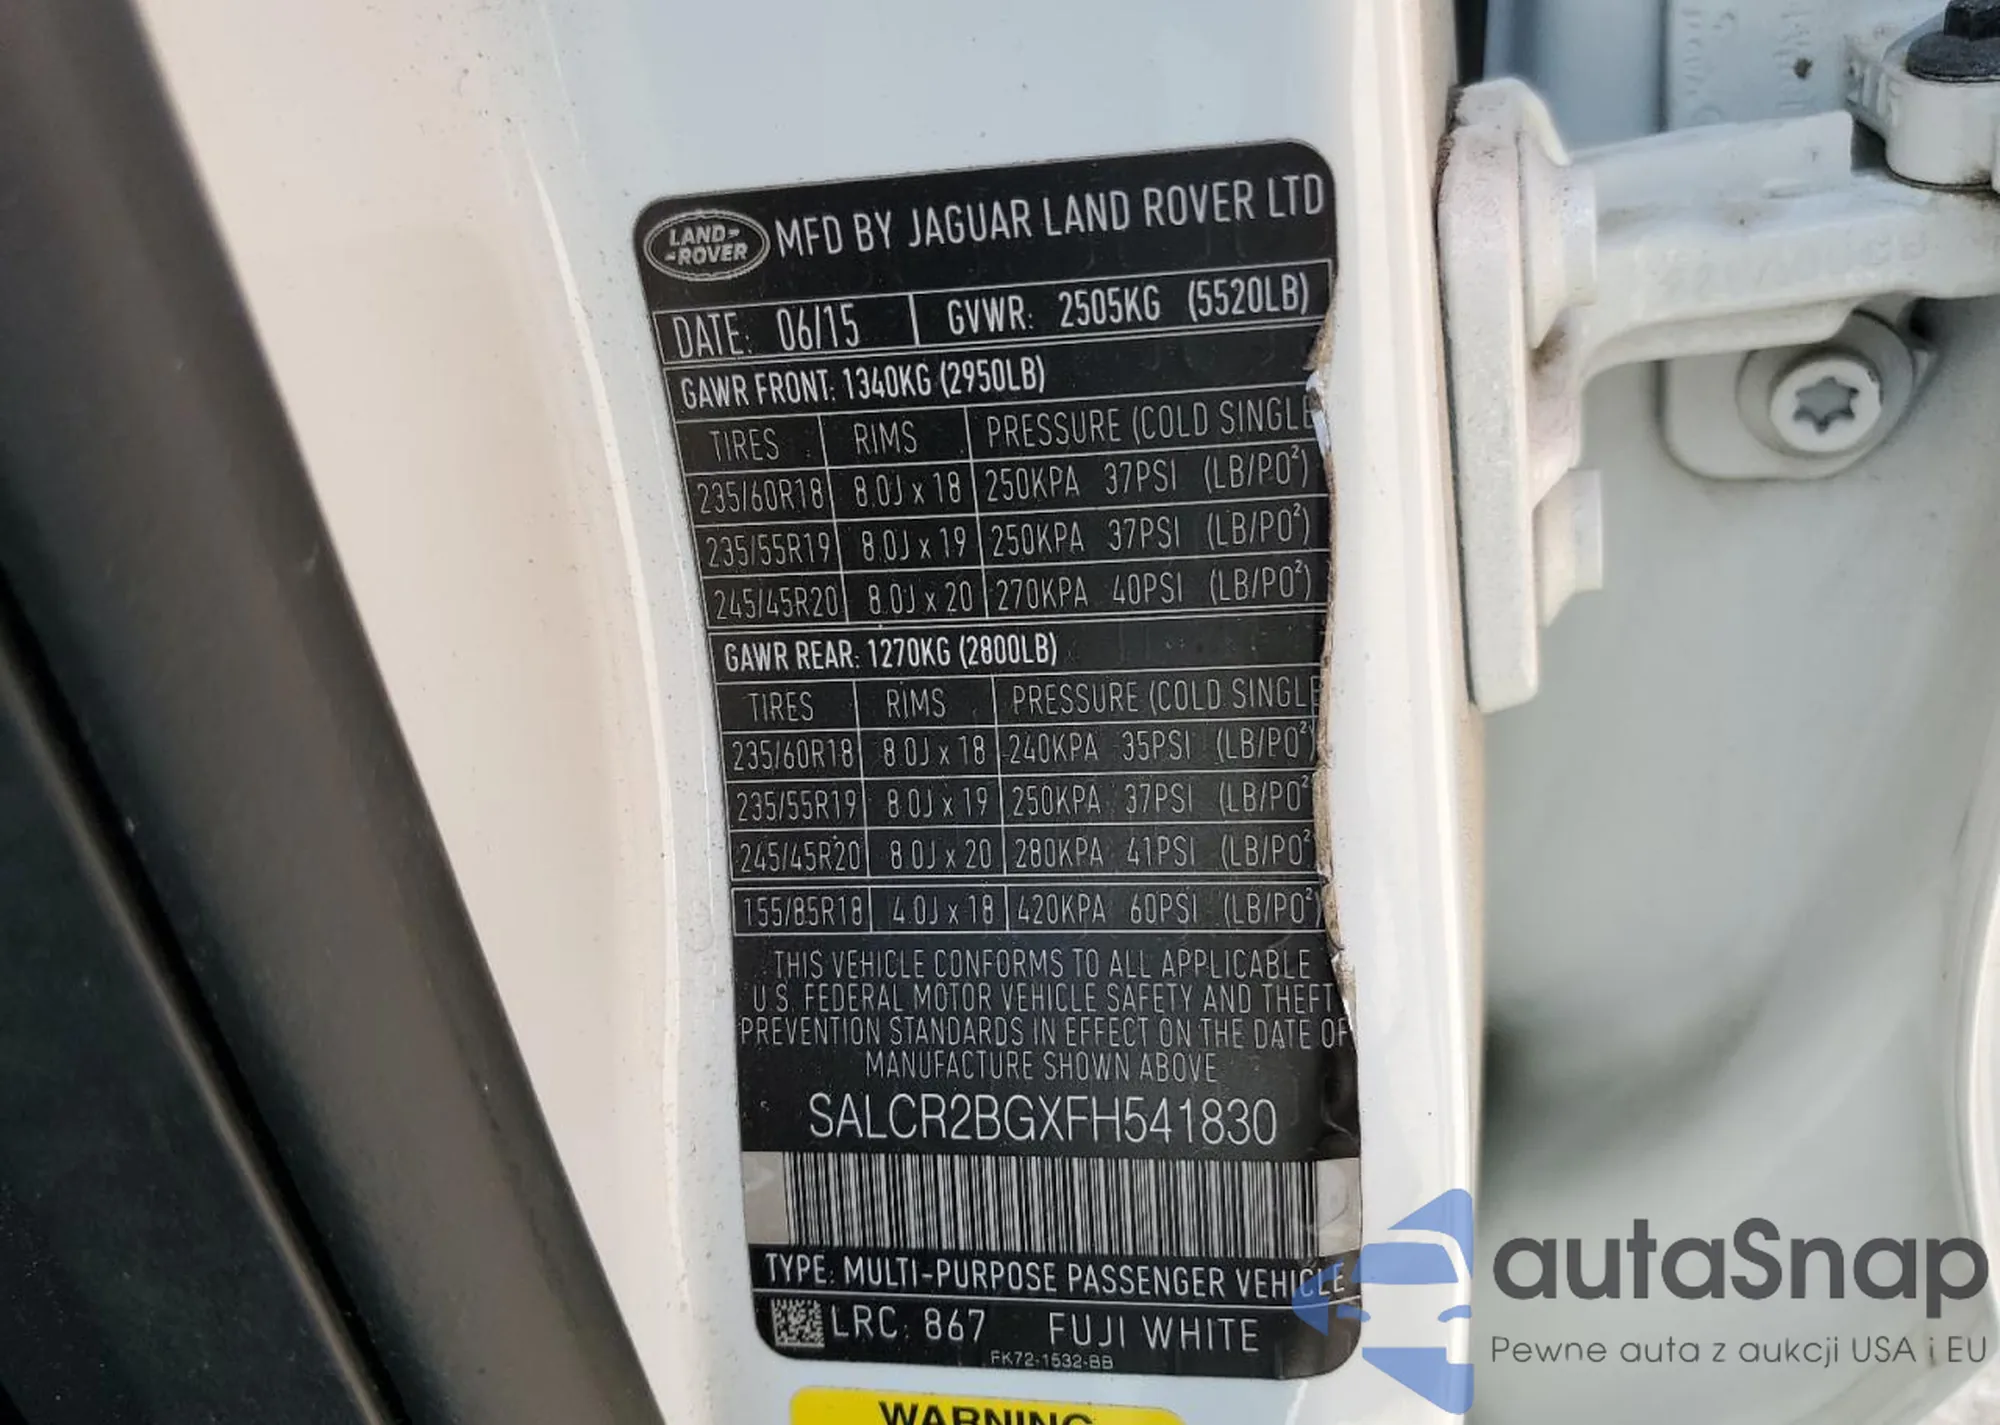 LAND-
-ROVER
MFD BY JAGUAR LAND ROVER LTD
DATE: 06/15 GVWR: 2505KG (5520LB)
GAWR FRONT: 1340KG (2950LB)
TIRES RIMS PRESSURE (COLD SINGLE
235/60R18 8.0J x 18 250KPA 37PSI (LB/PO²)
235/55R19 8.0J x 19 250KPA 37PSI (LB/PO²)
245/45R20 8.0J x 20 270KPA 40PSI (LB/PO²)
GAWR REAR: 1270KG (2800LB)
TIRES RIMS PRESSURE (COLD SINGLE
235/60R18 8.0J x 18 240KPA 35PSI (LB/PO²)
235/55R19 8.0J x 19 250KPA 37PSI (LB/PO²
245/45R20 8.0J x 20 280KPA 41PSI (LB/PO²
155/85R18 4.0J x 18 420KPA 60PSI (LB/PO²)
THIS VEHICLE CONFORMS TO ALL APPLICABLE
U.S. FEDERAL MOTOR VEHICLE SAFETY AND THEFT
PREVENTION STANDARDS IN EFFECT ON THE DATE OF
MANUFACTURE SHOWN ABOVE
SALCR2BGXFH541830
TYPE: MULTI-PURPOSE PASSENGER VEHICLE
LRC: 867 FUJI WHITE
FK72-1532-BB
WARNING
autaSnap
Pewne auta z aukcji USA i EU